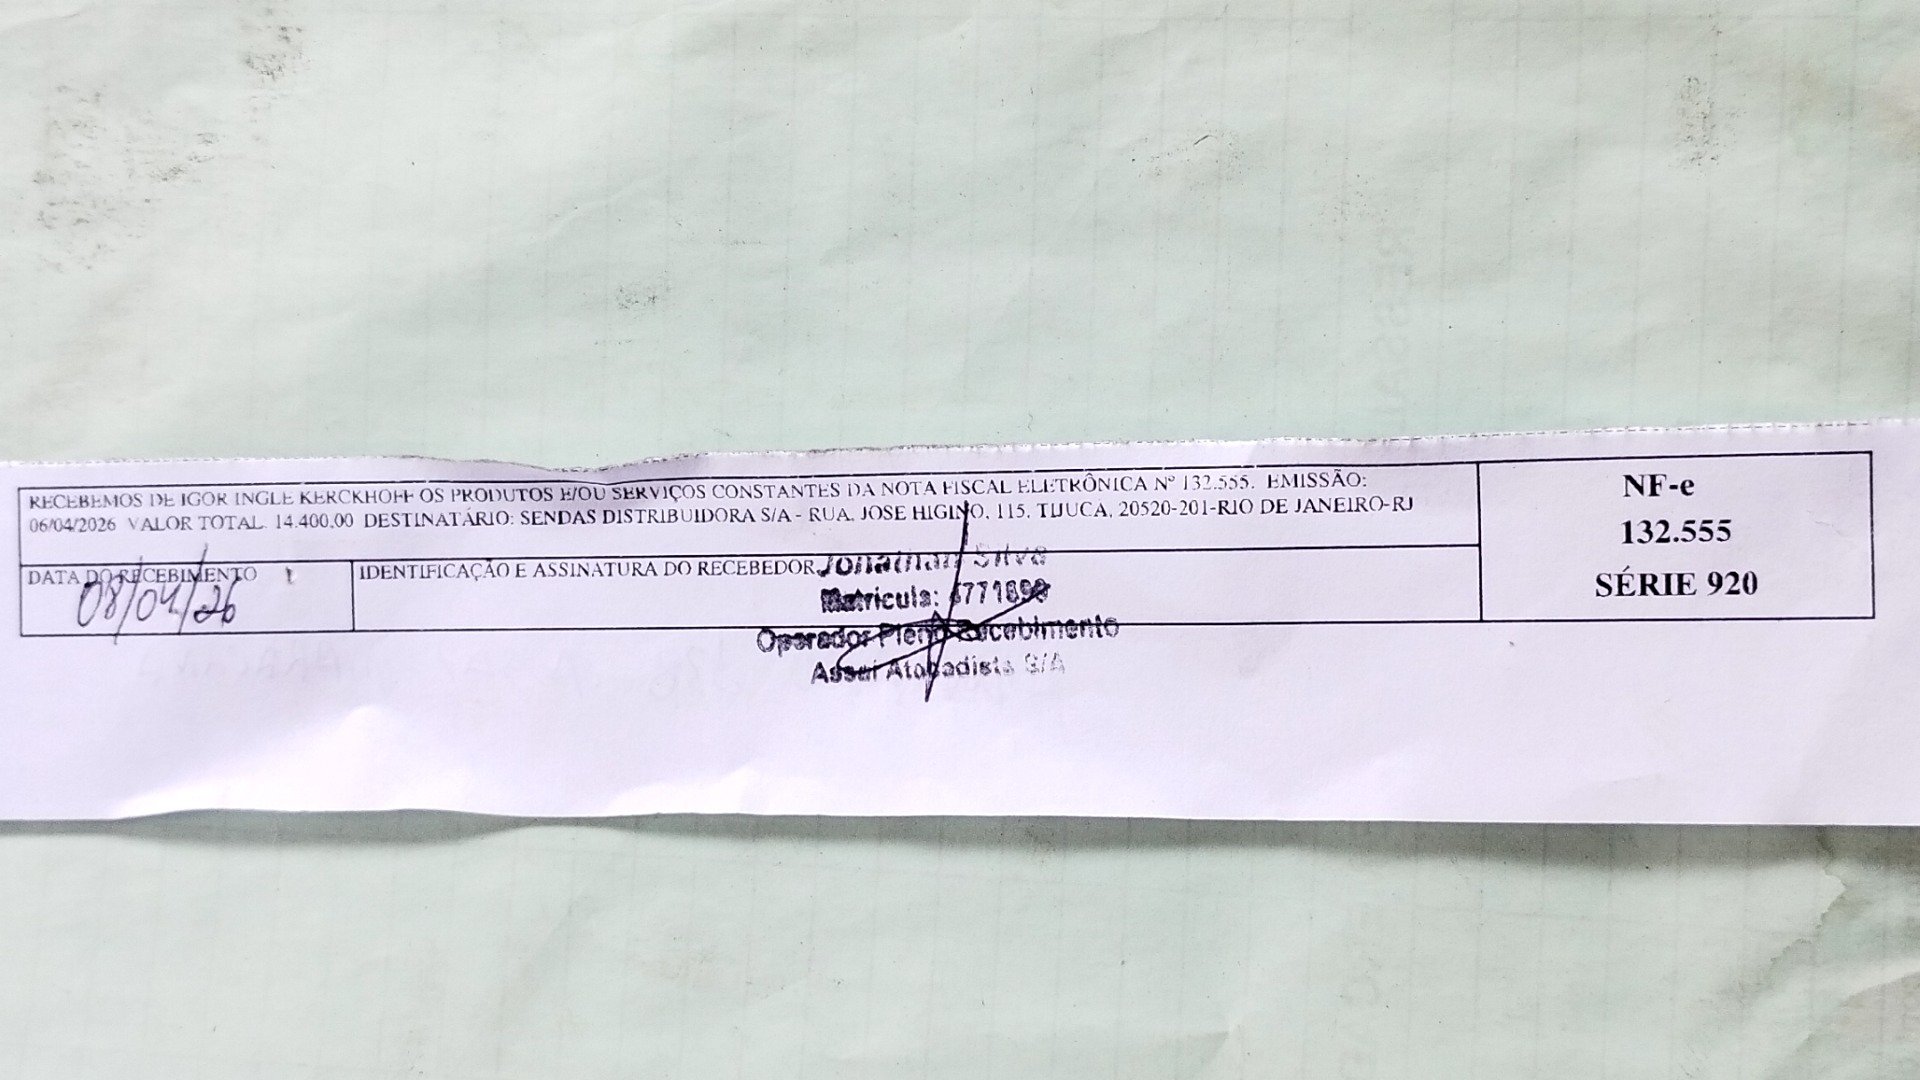 RECEBEMOS DE IGOR INGLE KERCKHOFF OS PRODUTOS E/OU SERVIÇOS CONSTANTES DA NOTA FISCAL ELETRÔNICA Nº 132.555. EMISSÃO:
06/04/2026 VALOR TOTAL. 14.400,00 DESTINATÁRIO: SENDAS DISTRIBUIDORA S/A - RUA. JOSE HIGINO, 115. TIJUCA, 20520-201-RIO DE JANEIRO-RJ
DATA DO RECEBIMENTO
08/04/26
IDENTIFICAÇÃO E ASSINATURA DO RECEBEDOR
Jonathan Silva
Matricula:
Operador Pleno Recebimento
Assaí Atacadista S/A
NF-e
132.555
SÉRIE 920